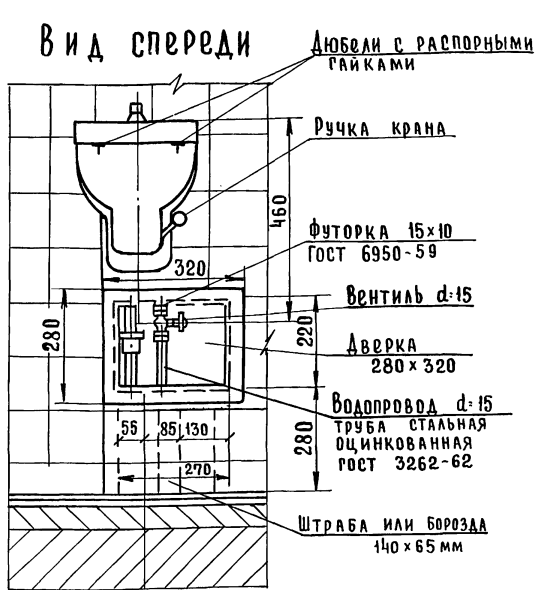 Вид спереди
Дюбели с распорными
гайками
Ручка крана
460
Футорка 15×10
ГОСТ 6950-59
320
Вентиль d=15
280
220
Дверка
280×320
Водопровод d=15
труба стальная
оцинкованная
ГОСТ 3262-62
55
85
130
280
270
Штраба или борозда
140×65мм